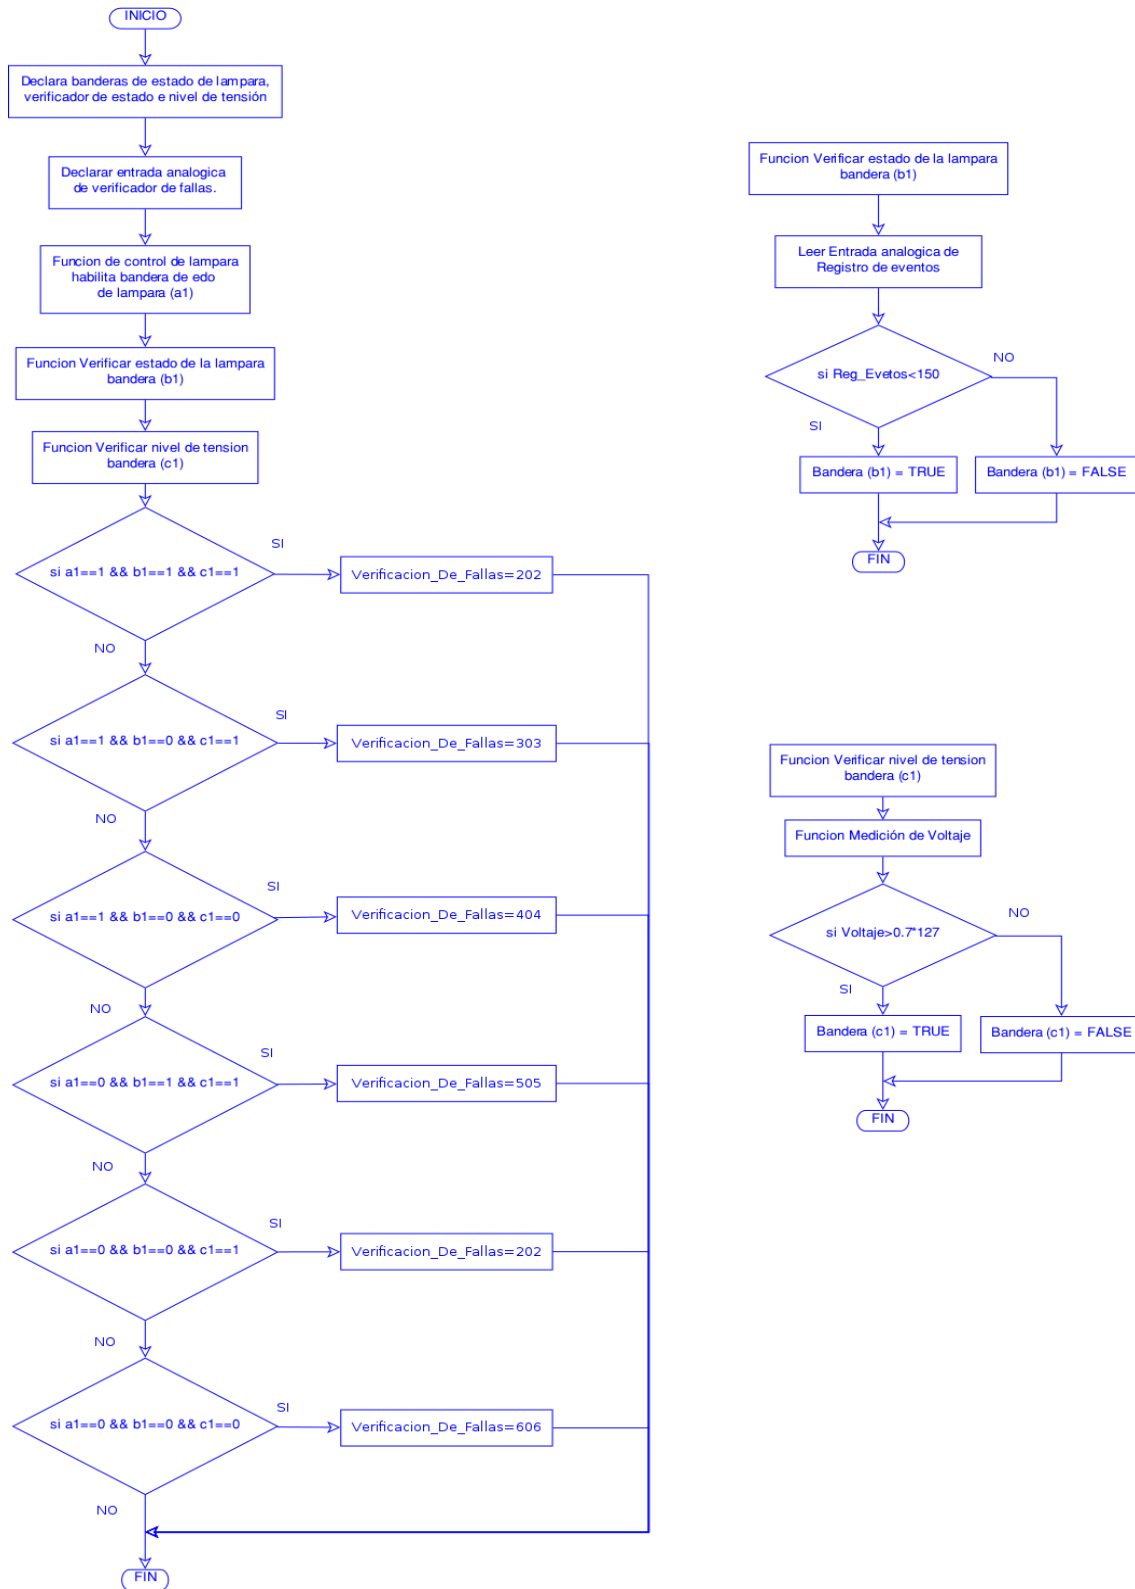 INICIO
Declara banderas de estado de lampara,
verificador de estado e nivel de tensión
Declarar entrada analogica
de verificador de fallas.
Funcion de control de lampara
habilita bandera de edo
de lampara (a1)
Funcion Verificar estado de la lampara
bandera (b1)
Funcion Verificar nivel de tension
bandera (c1)
si a1==1 && b1==1 && c1==1
SI
Verificacion_De_Fallas=202
NO
si a1==1 && b1==0 && c1==1
SI
Verificacion_De_Fallas=303
NO
si a1==1 && b1==0 && c1==0
SI
Verificacion_De_Fallas=404
NO
si a1==0 && b1==1 && c1==1
SI
Verificacion_De_Fallas=505
NO
si a1==0 && b1==0 && c1==1
SI
Verificacion_De_Fallas=202
NO
si a1==0 && b1==0 && c1==0
SI
Verificacion_De_Fallas=606
NO
FIN
Funcion Verificar estado de la lampara
bandera (b1)
Leer Entrada analogica de
Registro de eventos
si Reg_Evetos<150
NO
SI
Bandera (b1) = TRUE
Bandera (b1) = FALSE
FIN
Funcion Verificar nivel de tension
bandera (c1)
Funcion Medición de Voltaje
si Voltaje>0.7*127
NO
SI
Bandera (c1) = TRUE
Bandera (c1) = FALSE
FIN